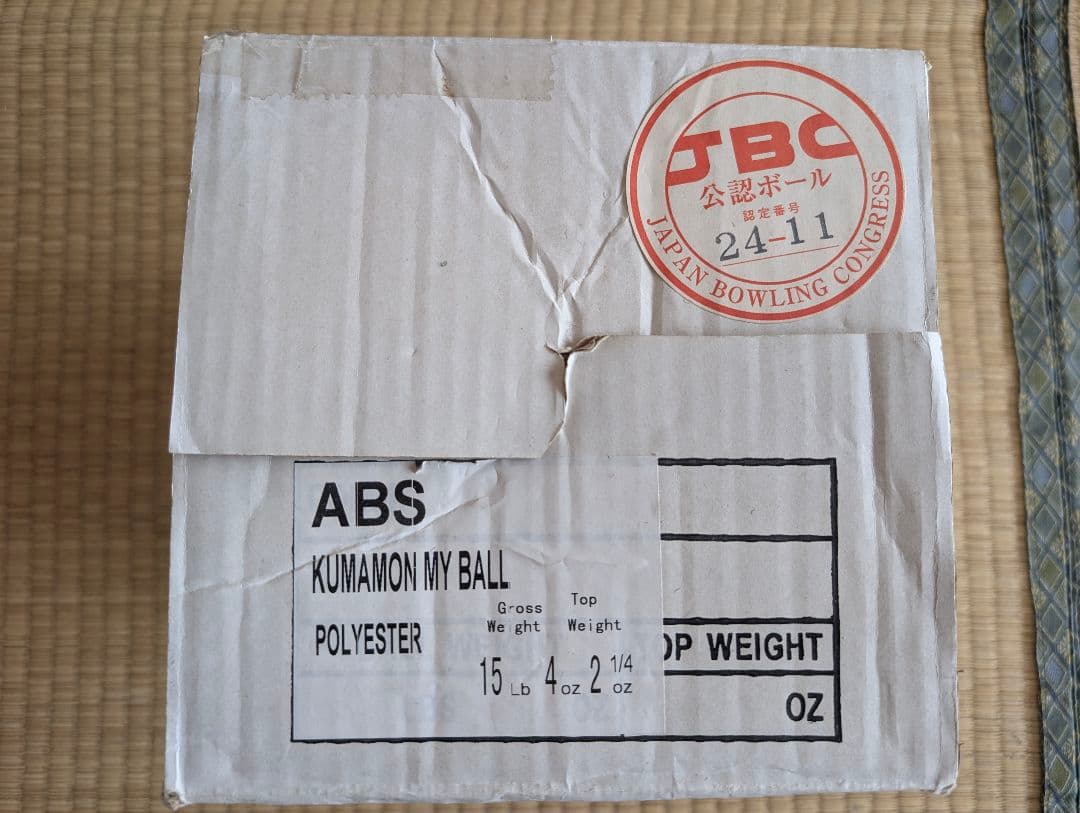 JBC
公認ボール
認定番号
24-11
JAPAN BOWLING CONGRESS
ABS
KUMAMON MY BALL
Gross Top
Weight Weight
POLYESTER
15 Lb 4 oz 2 1/4 oz
OP WEIGHT
OZ